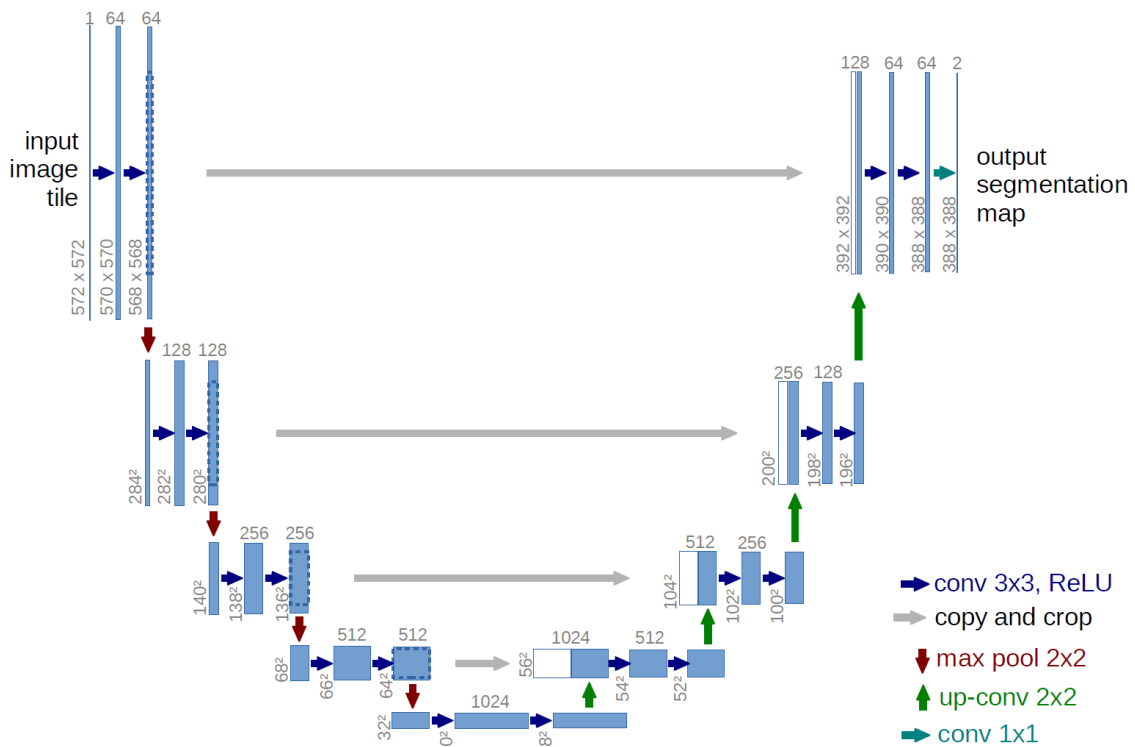 1 64 64
input
image
tile
572 x 572
570 x 570
568 x 568
128 64 64 2
output
segmentation
map
392 x 392
390 x 390
388 x 388
388 x 388
128 128
284²
282²
280²
256 128
200²
198²
196²
256 256
140²
138²
136²
512 256
104²
102²
100²
512 512
68²
66²
64²
1024 512
56²
54²
52²
1024
32²
0²
8²
conv 3x3, ReLU
copy and crop
max pool 2x2
up-conv 2x2
conv 1x1